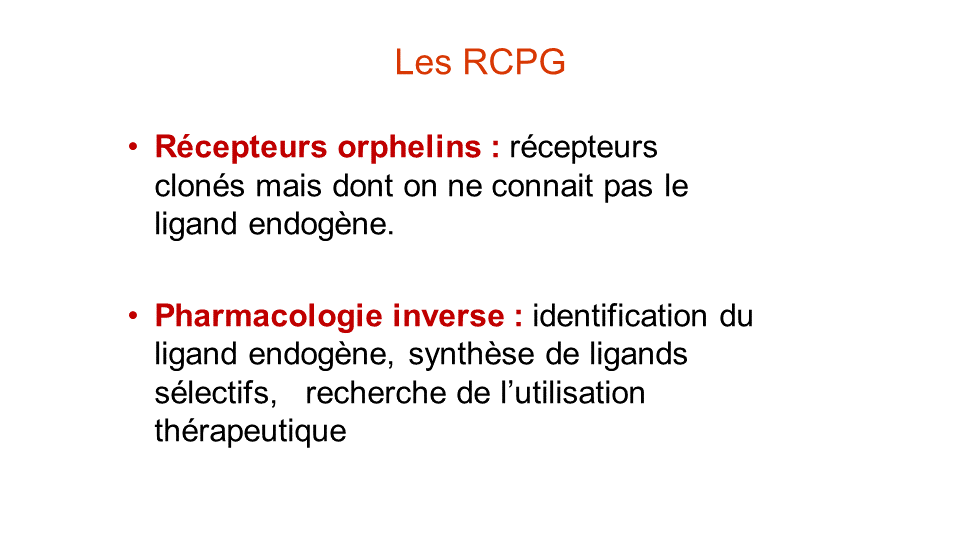 Les RCPG
• Récepteurs orphelins : récepteurs
clonés mais dont on ne connait pas le
ligand endogène.
• Pharmacologie inverse : identification du
ligand endogène, synthèse de ligands
sélectifs, recherche de l’utilisation
thérapeutique